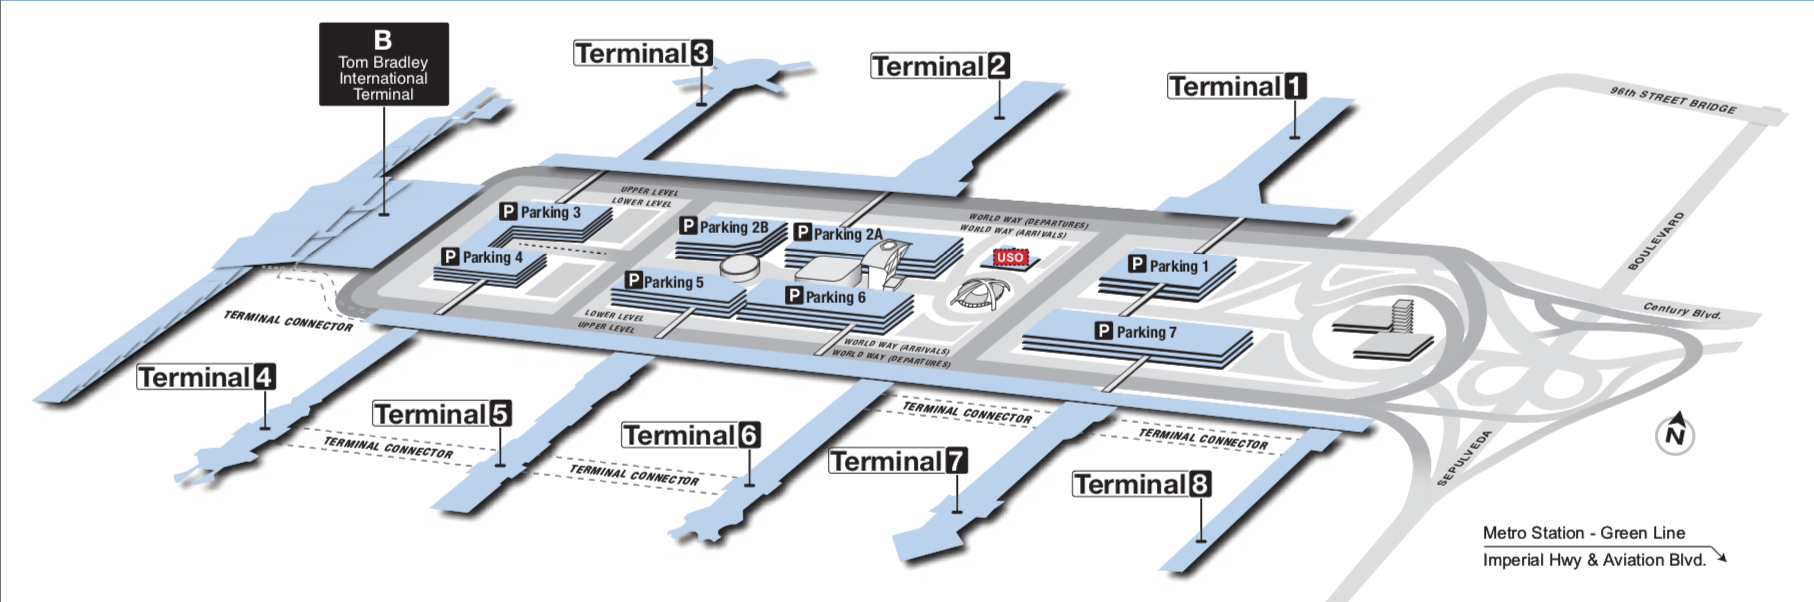 B
Tom Bradley
International
Terminal
Terminal 3
Terminal 2
Terminal 1
96th STREET BRIDGE
UPPER LEVEL
LOWER LEVEL
WORLD WAY (DEPARTURES)
WORLD WAY (ARRIVALS)
P Parking 3
P Parking 2B
P Parking 2A
P Parking 4
USO
P Parking 1
BOULEVARD
P Parking 5
P Parking 6
P Parking 7
Century Blvd.
TERMINAL CONNECTOR
LOWER LEVEL
UPPER LEVEL
WORLD WAY (ARRIVALS)
WORLD WAY (DEPARTURES)
Terminal 4
Terminal 5
Terminal 6
Terminal 7
Terminal 8
TERMINAL CONNECTOR
TERMINAL CONNECTOR
TERMINAL CONNECTOR
TERMINAL CONNECTOR
SEPULVEDA
N
Metro Station - Green Line
Imperial Hwy & Aviation Blvd.